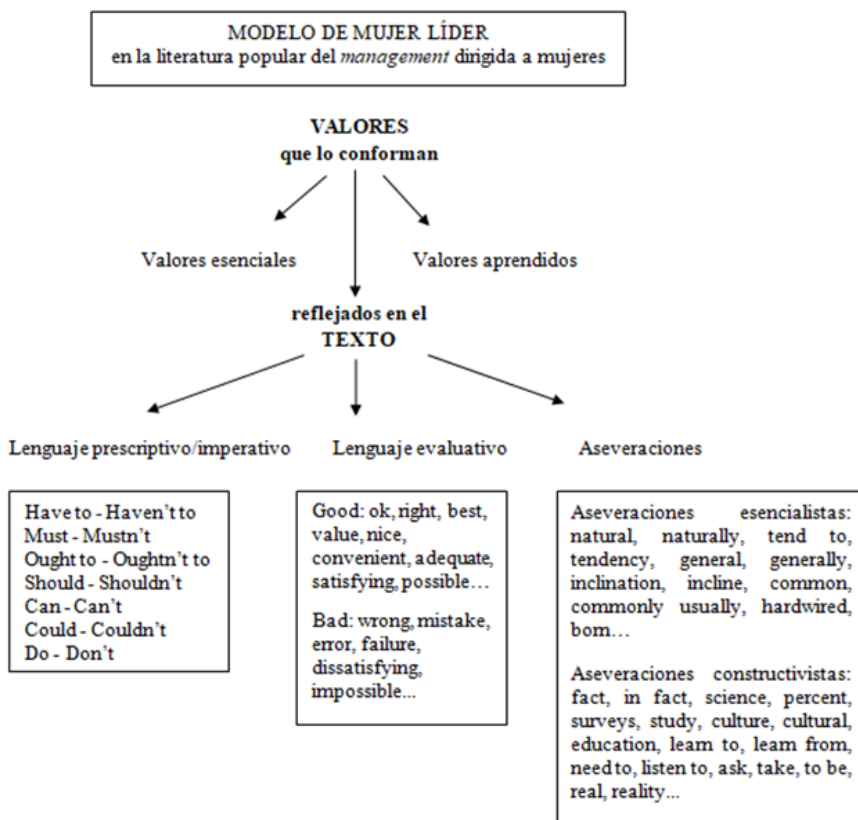 MODELO DE MUJER LÍDER
en la literatura popular del management dirigida a mujeres
VALORES
que lo conforman
Valores esenciales
Valores aprendidos
reflejados en el
TEXTO
Lenguaje prescriptivo/imperativo
Lenguaje evaluativo
Aseveraciones
Have to - Haven't to
Must - Mustn't
Ought to - Oughtn't to
Should - Shouldn't
Can - Can't
Could - Couldn't
Do - Don't
Good: ok, right, best,
value, nice,
convenient, adequate,
satisfying, possible…
Bad: wrong, mistake,
error, failure,
dissatisfying,
impossible...
Aseveraciones esencialistas:
natural, naturally, tend to,
tendency, general, generally,
inclination, incline, common,
commonly usually, hardwired,
born…
Aseveraciones constructivistas:
fact, in fact, science, percent,
surveys, study, culture, cultural,
education, learn to, learn from,
need to, listen to, ask, take, to be,
real, reality...